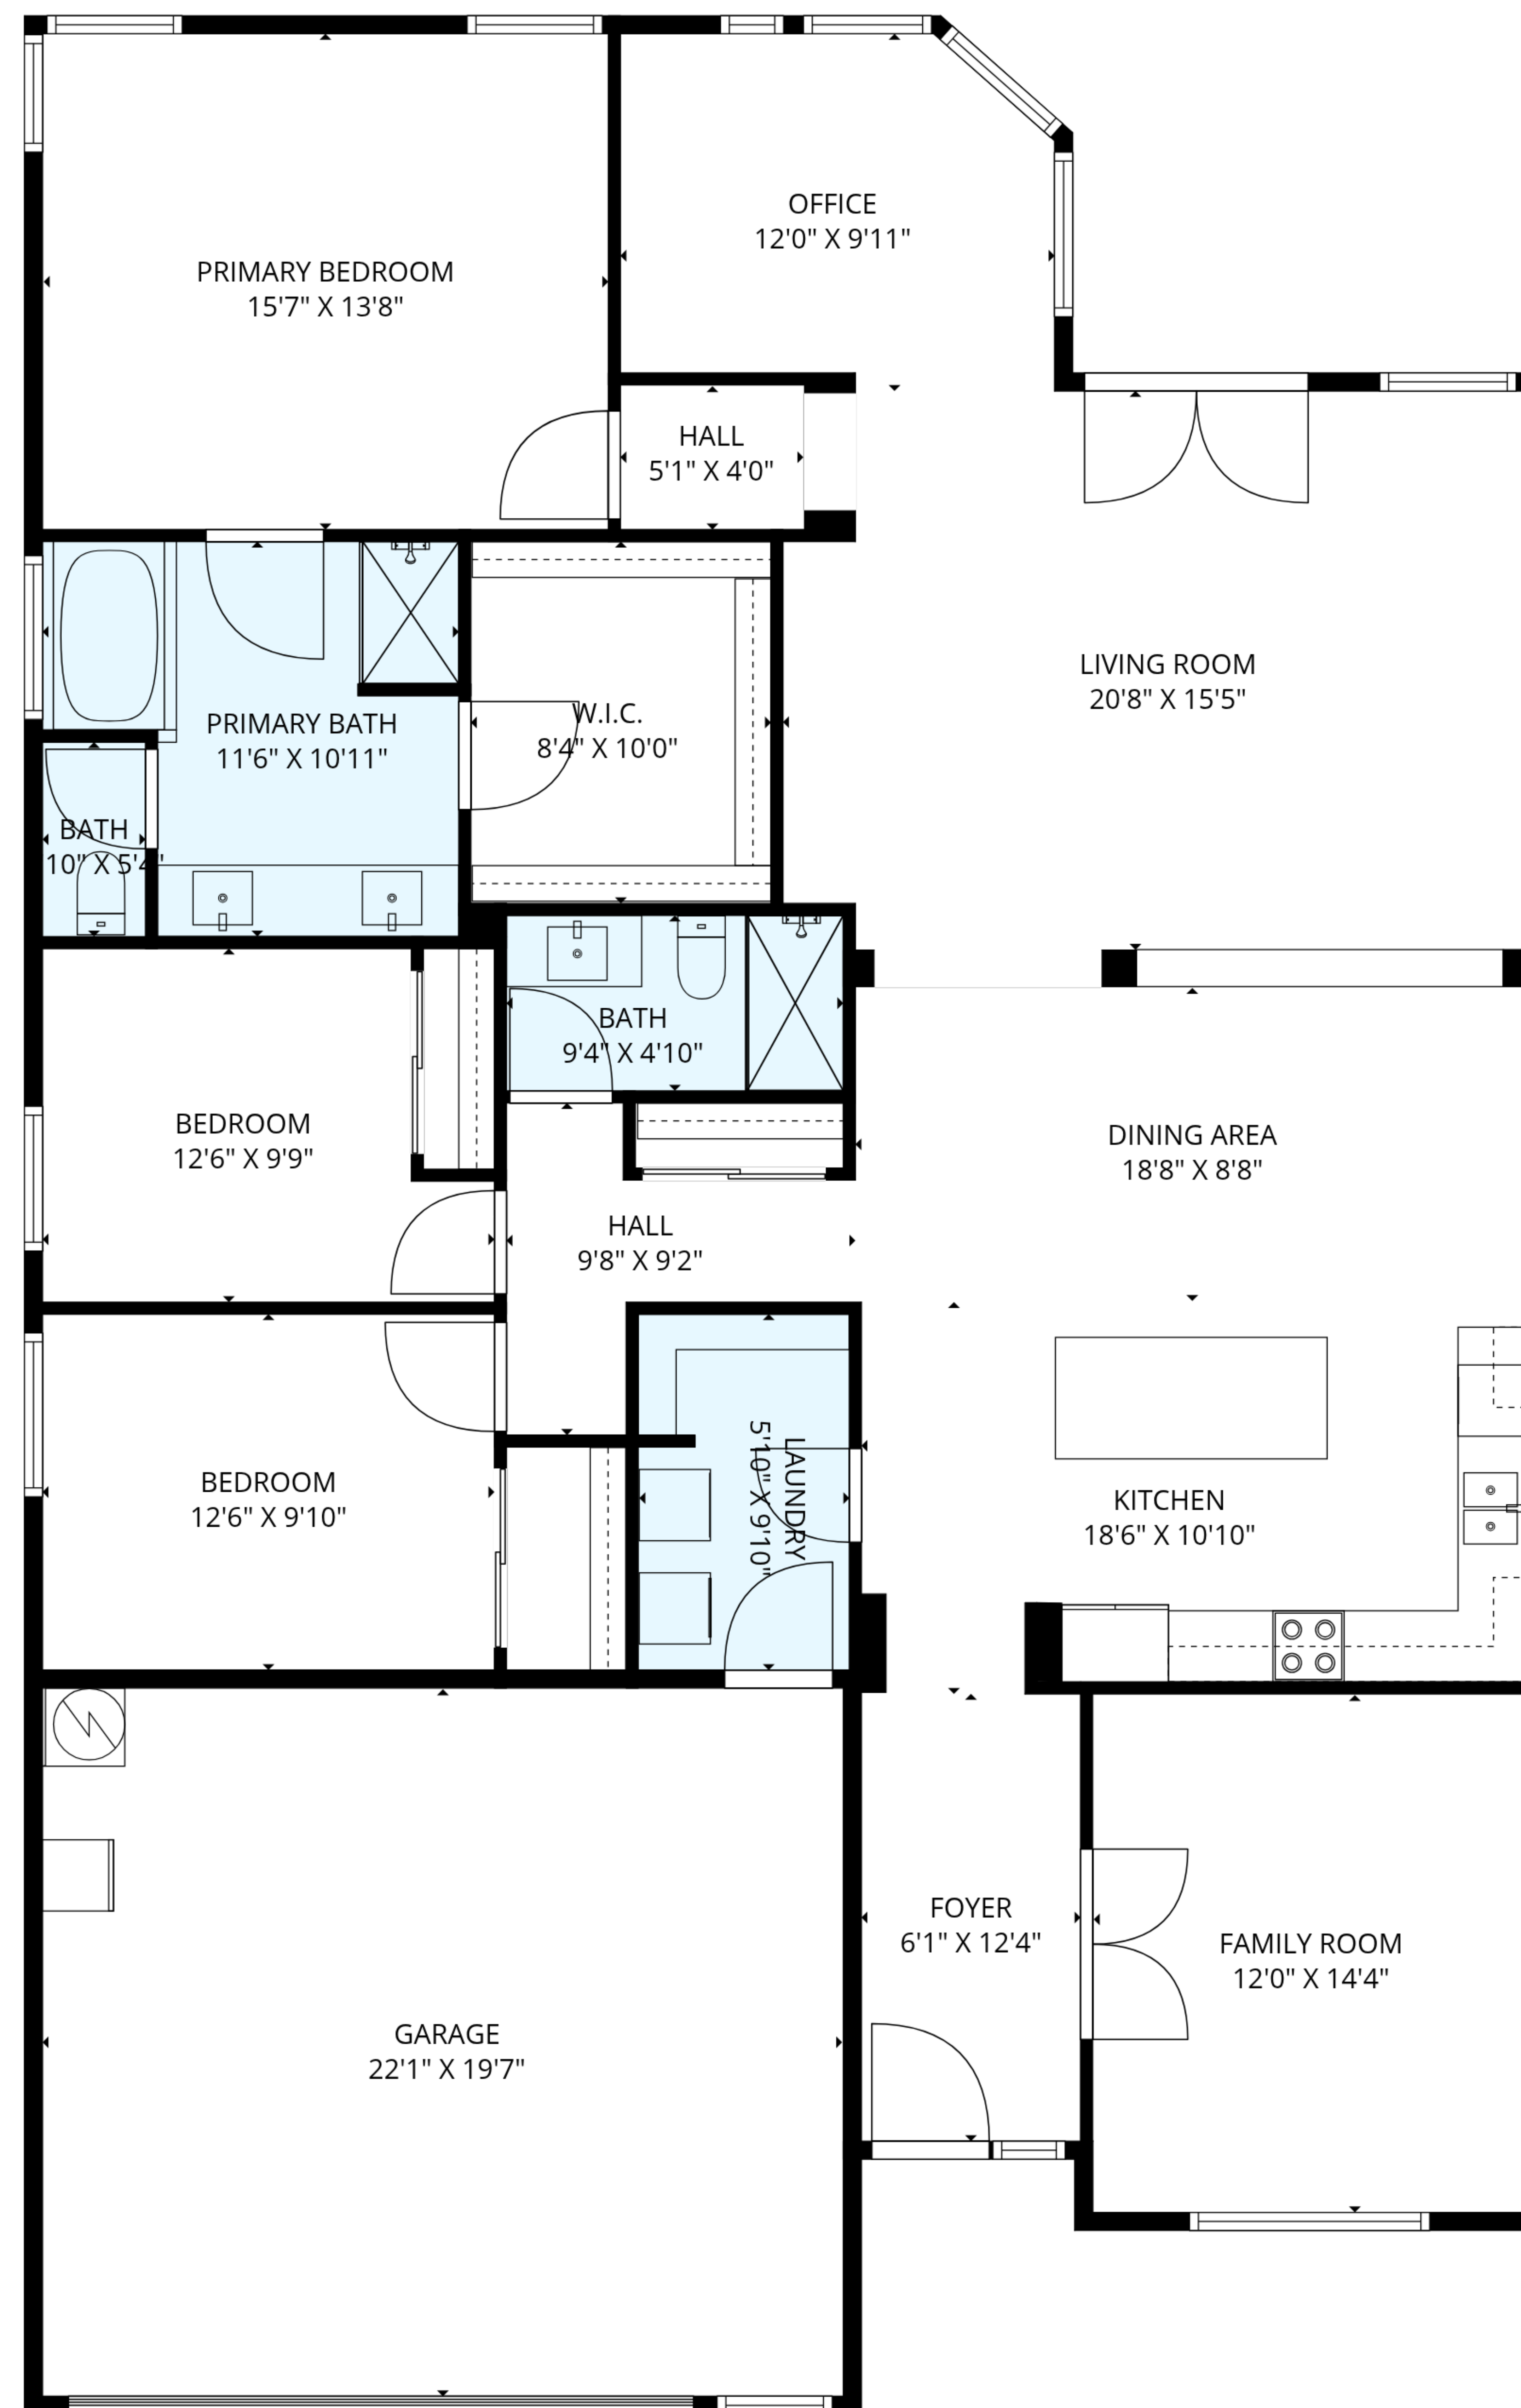 OFFICE
12'0" X 9'11"
PRIMARY BEDROOM
15'7" X 13'8"
HALL
5'1" X 4'0"
LIVING ROOM
20'8" X 15'5"
W.I.C.
8'4" X 10'0"
PRIMARY BATH
11'6" X 10'11"
BATH
10" X 5'4"
BATH
9'4" X 4'10"
BEDROOM
12'6" X 9'9"
DINING AREA
18'8" X 8'8"
HALL
9'8" X 9'2"
BEDROOM
12'6" X 9'10"
LAUNDRY
5'10" X 9'10"
KITCHEN
18'6" X 10'10"
FOYER
6'1" X 12'4"
FAMILY ROOM
12'0" X 14'4"
GARAGE
22'1" X 19'7"